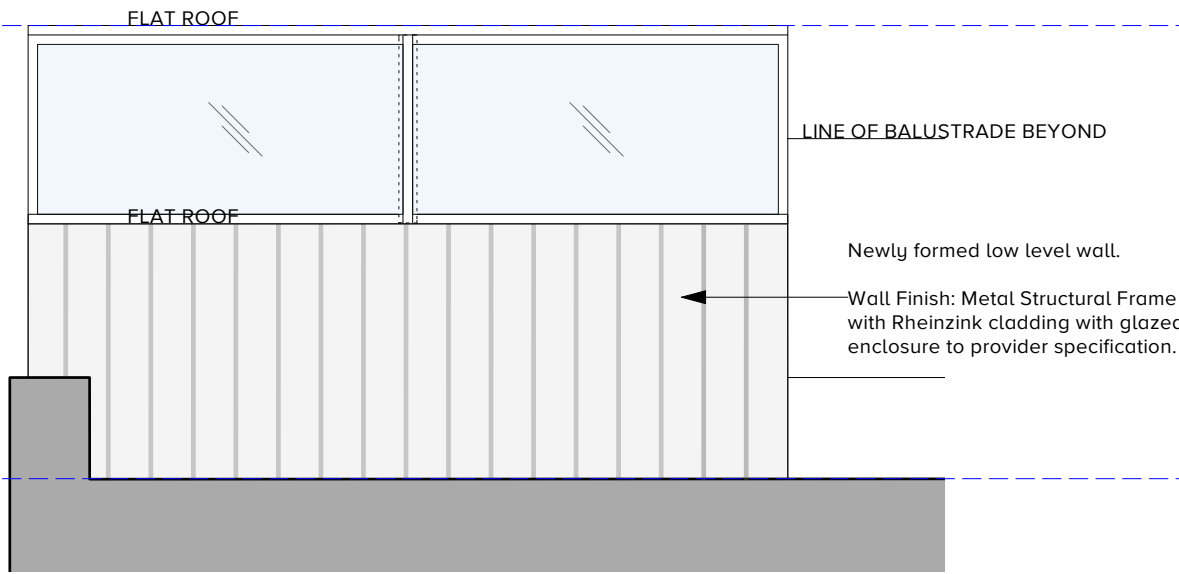 FLAT ROOF
LINE OF BALUSTRADE BEYOND
FLAT ROOF
Newly formed low level wall.
Wall Finish: Metal Structural Frame
with Rheinzink cladding with glazed
enclosure to provider specification.